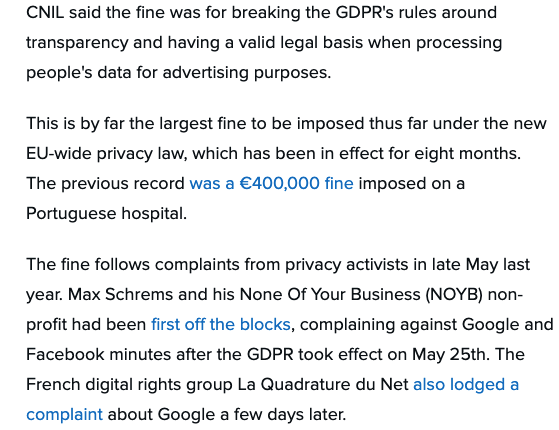 CNIL said the fine was for breaking the GDPR's rules around
transparency and having a valid legal basis when processing
people's data for advertising purposes.
This is by far the largest fine to be imposed thus far under the new
EU-wide privacy law, which has been in effect for eight months.
The previous record was a €400,000 fine imposed on a
Portuguese hospital.
The fine follows complaints from privacy activists in late May last
year. Max Schrems and his None Of Your Business (NOYB) non-
profit had been first off the blocks, complaining against Google and
Facebook minutes after the GDPR took effect on May 25th. The
French digital rights group La Quadrature du Net also lodged a
complaint about Google a few days later.